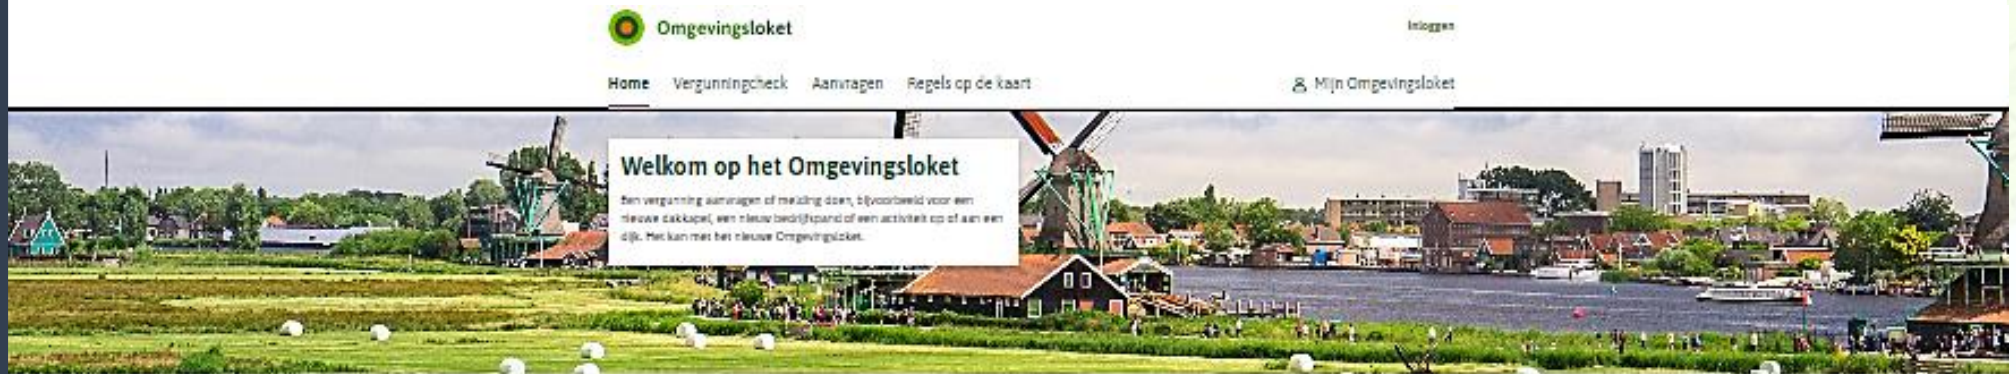 Omgevingsloket
Inloggen
Home Vergunningcheck Aanvragen Regels op de kaart Mijn Omgevingsloket
Welkom op het Omgevingsloket
Een vergunning aanvragen of melding doen, bijvoorbeeld voor een
nieuwe dakkapel, een nieuw bedrijfspand of een activiteit op of aan een
dijk. Het kan met het nieuwe Omgevingsloket.